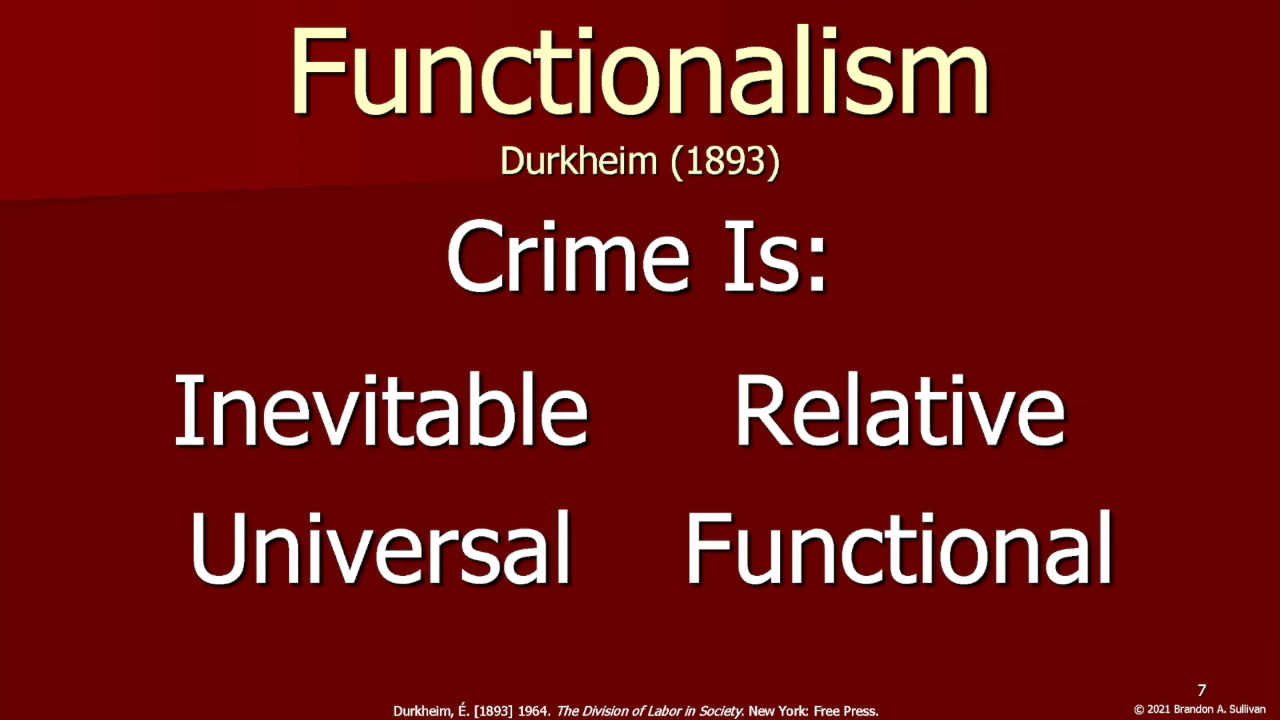 Functionalism
Durkheim (1893)
Crime Is:
Inevitable Relative
Universal Functional
7
Durkheim, É. [1893] 1964. The Division of Labor in Society. New York: Free Press.
© 2021 Brandon A. Sullivan